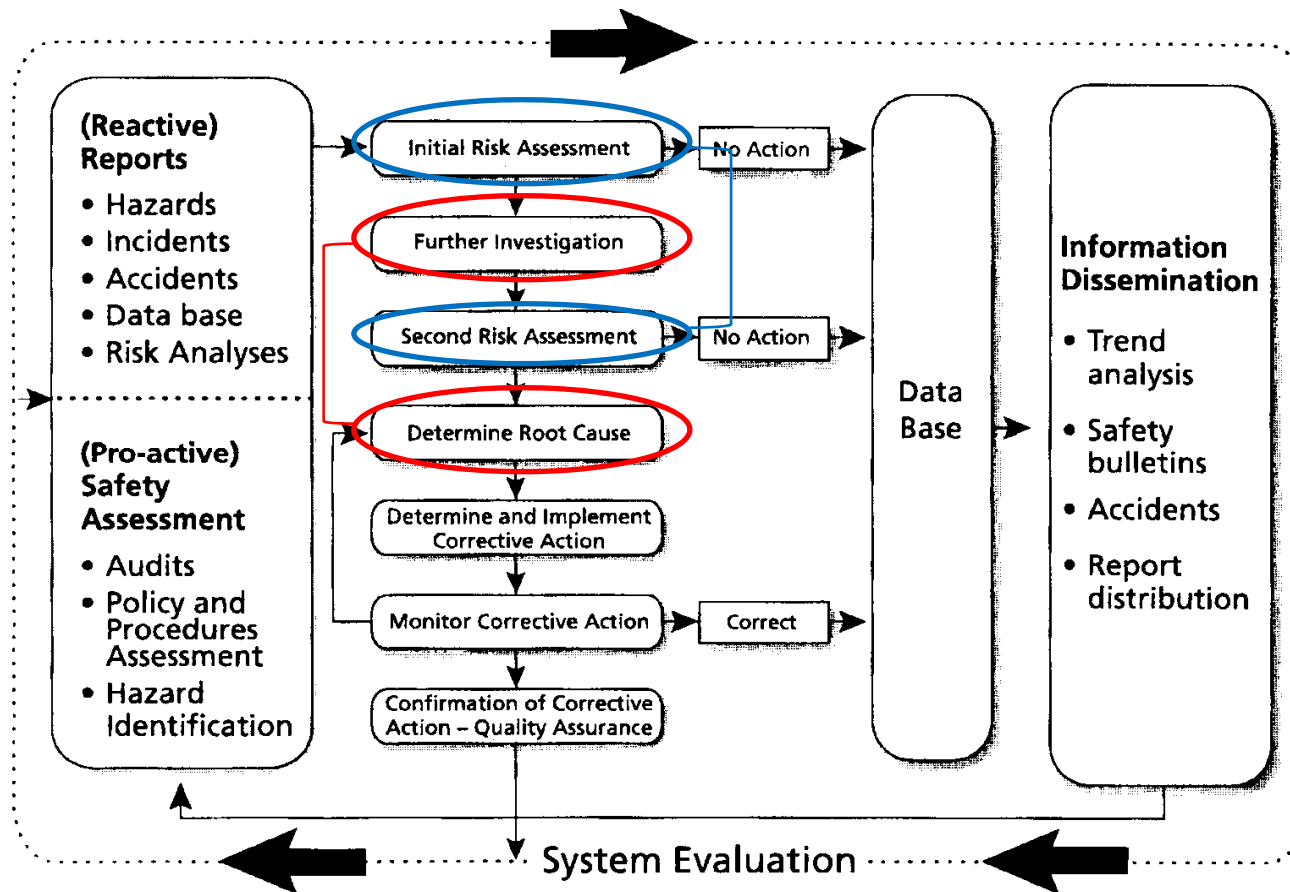 (Reactive)
Reports
• Hazards
• Incidents
• Accidents
• Data base
• Risk Analyses
(Pro-active)
Safety
Assessment
• Audits
• Policy and
Procedures
Assessment
• Hazard
Identification
Initial Risk Assessment
No Action
Further Investigation
Second Risk Assessment
No Action
Determine Root Cause
Determine and Implement
Corrective Action
Monitor Corrective Action
Correct
Confirmation of Corrective
Action – Quality Assurance
Data
Base
Information
Dissemination
• Trend
analysis
• Safety
bulletins
• Accidents
• Report
distribution
System Evaluation